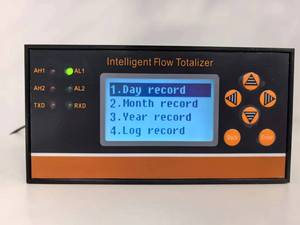 Intelligent Flow Totalizer
AH1 AL1
AH2 AL2
TXD RXD
1.Day record
2.Month record
3.Year record
4.Log record